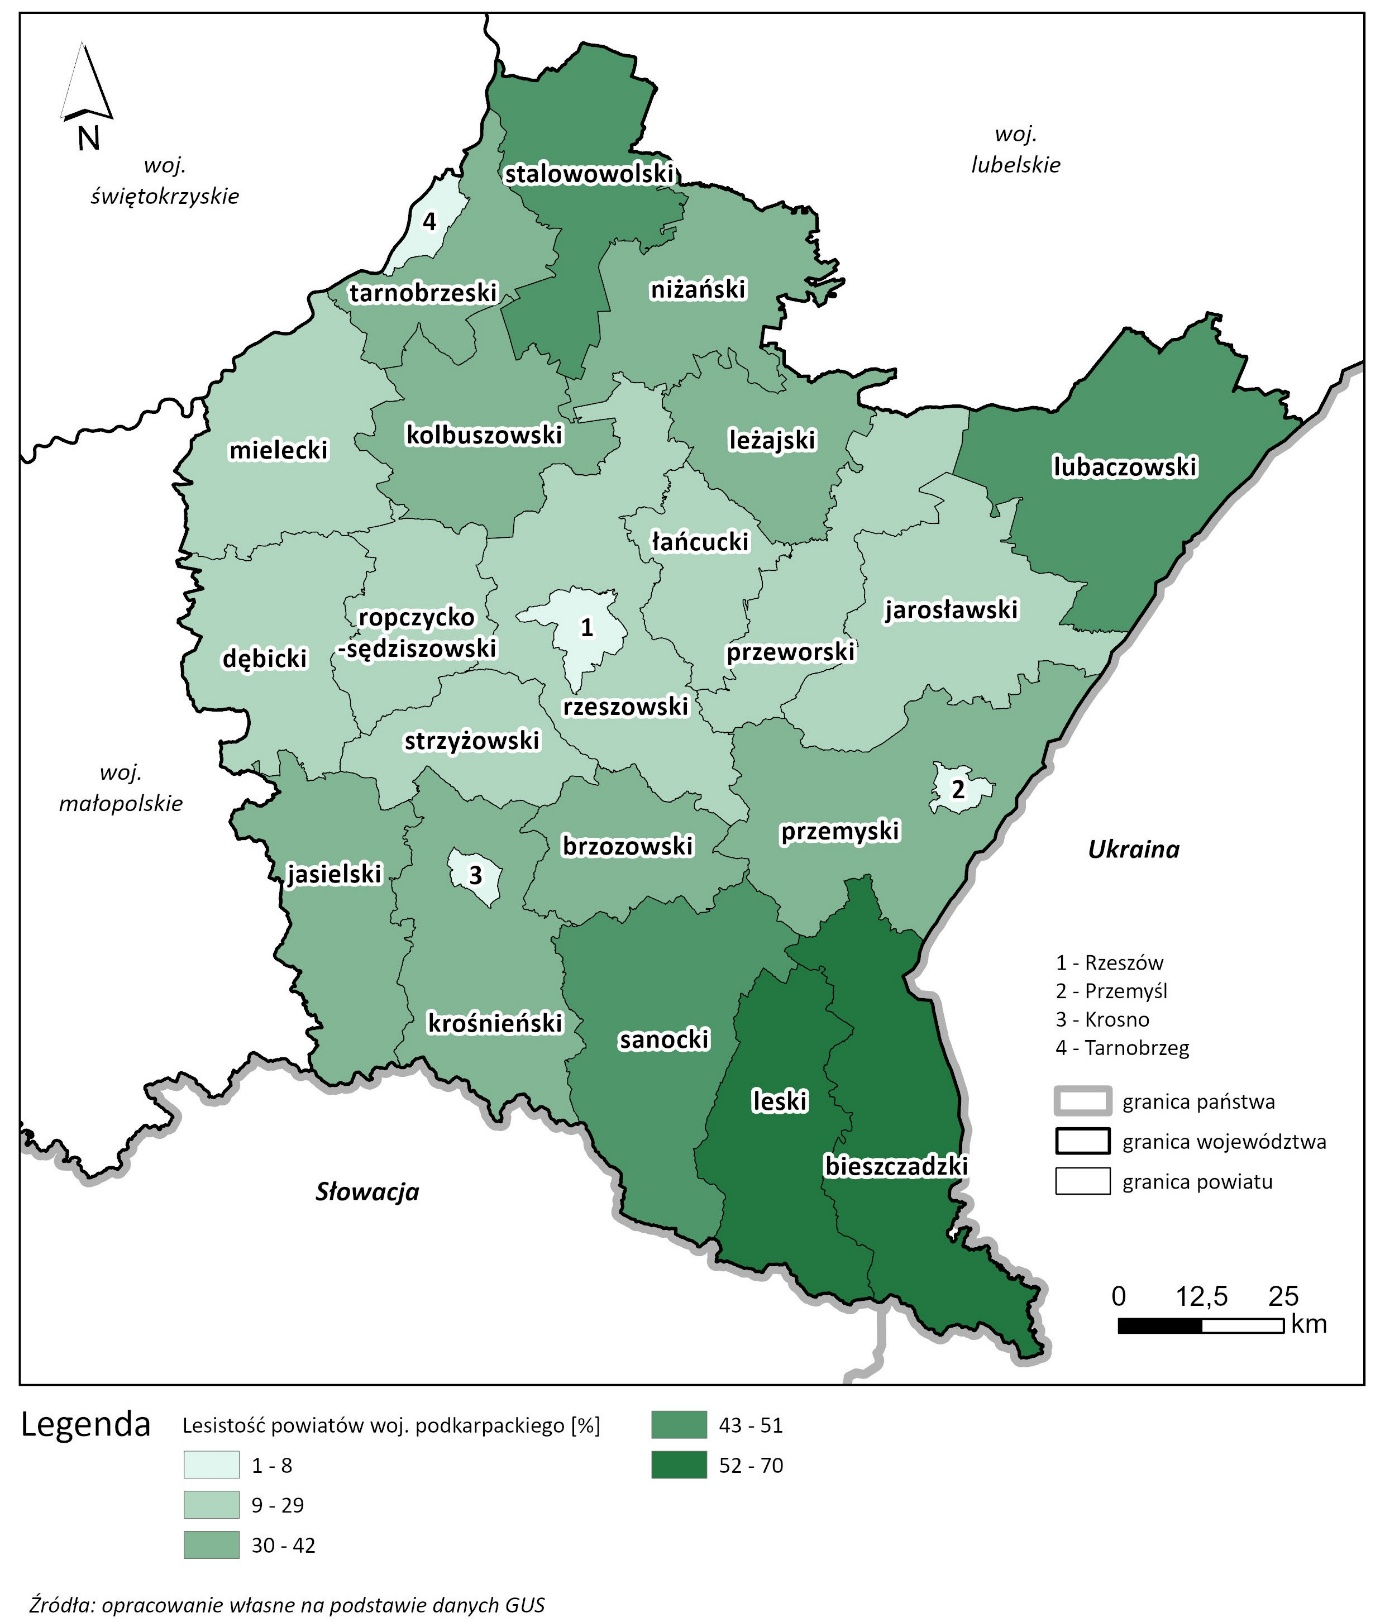 N
woj.
świętokrzyskie
woj.
lubelskie
stalowowolski
4
tarnobrzeski
niżański
mielecki
kolbuszowski
leżajski
lubaczowski
łańcucki
ropczycko
-sędziszowski
dębicki
1
jarosławski
przeworski
rzeszowski
strzyżowski
woj.
małopolskie
2
przemyski
brzozowski
jasielski
3
Ukraina
krośnieński
sanocki
leski
bieszczadzki
Słowacja
1 - Rzeszów
2 - Przemyśl
3 - Krosno
4 - Tarnobrzeg
granica państwa
granica województwa
granica powiatu
0 12,5 25
km
Legenda
Lesistość powiatów woj. podkarpackiego [%]
1 - 8
9 - 29
30 - 42
43 - 51
52 - 70
Źródła: opracowanie własne na podstawie danych GUS